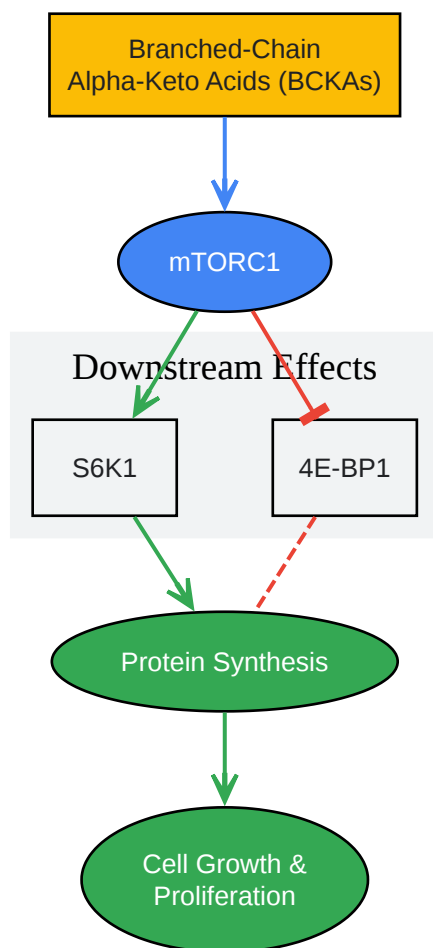 Branched-Chain
Alpha-Keto Acids (BCKAs)
mTORC1
Downstream Effects
S6K1
4E-BP1
Protein Synthesis
Cell Growth &
Proliferation